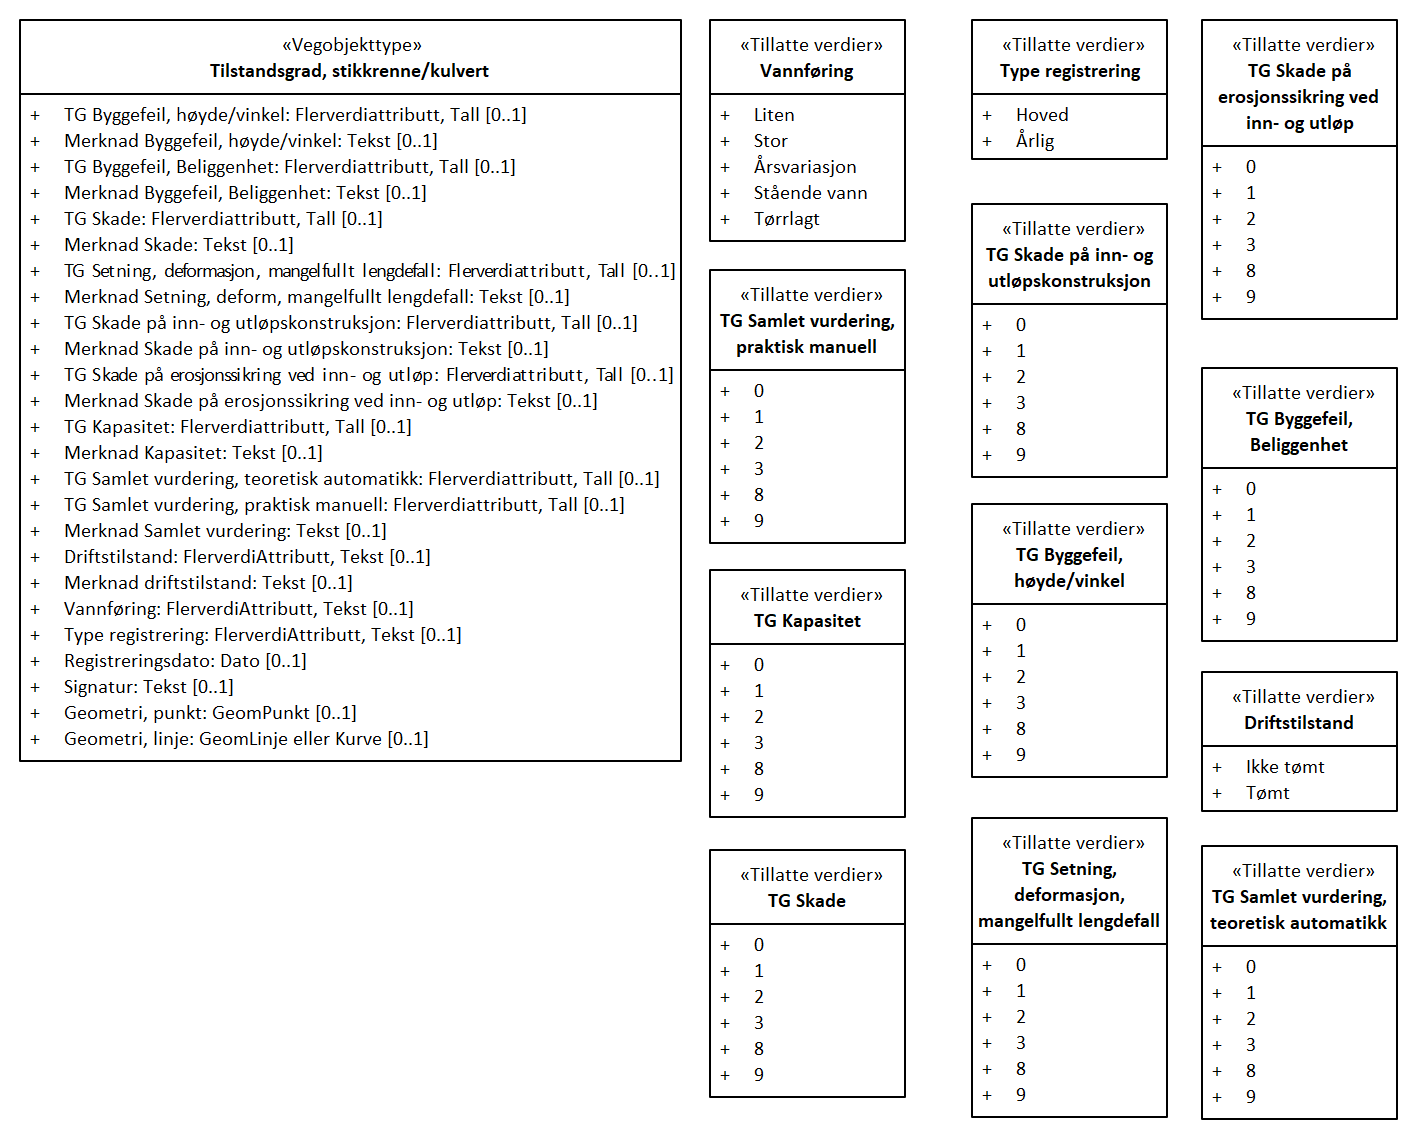 «Vegobjekttype»
Tilstandsgrad, stikkrenne/kulvert
+ TG Byggefeil, høyde/vinkel: Flerverdiattributt, Tall [0..1]
+ Merknad Byggefeil, høyde/vinkel: Tekst [0..1]
+ TG Byggefeil, Beliggenhet: Flerverdiattributt, Tall [0..1]
+ Merknad Byggefeil, Beliggenhet: Tekst [0..1]
+ TG Skade: Flerverdiattributt, Tall [0..1]
+ Merknad Skade: Tekst [0..1]
+ TG Setning, deformasjon, mangelfullt lengdefall: Flerverdiattributt, Tall [0..1]
+ Merknad Setning, deform, mangelfullt lengdefall: Tekst [0..1]
+ TG Skade på inn- og utløpskonstruksjon: Flerverdiattributt, Tall [0..1]
+ Merknad Skade på inn- og utløpskonstruksjon: Tekst [0..1]
+ TG Skade på erosjonssikring ved inn- og utløp: Flerverdiattributt, Tall [0..1]
+ Merknad Skade på erosjonssikring ved inn- og utløp: Tekst [0..1]
+ TG Kapasitet: Flerverdiattributt, Tall [0..1]
+ Merknad Kapasitet: Tekst [0..1]
+ TG Samlet vurdering, teoretisk automatikk: Flerverdiattributt, Tall [0..1]
+ TG Samlet vurdering, praktisk manuell: Flerverdiattributt, Tall [0..1]
+ Merknad Samlet vurdering: Tekst [0..1]
+ Driftstilstand: FlerverdiAttributt, Tekst [0..1]
+ Merknad driftstilstand: Tekst [0..1]
+ Vannføring: FlerverdiAttributt, Tekst [0..1]
+ Type registrering: FlerverdiAttributt, Tekst [0..1]
+ Registreringsdato: Dato [0..1]
+ Signatur: Tekst [0..1]
+ Geometri, punkt: GeomPunkt [0..1]
+ Geometri, linje: GeomLinje eller Kurve [0..1]
«Tillatte verdier»
Vannføring
+ Liten
+ Stor
+ Årsvariasjon
+ Stående vann
+ Tørrlagt
«Tillatte verdier»
TG Samlet vurdering,
praktisk manuell
+ 0
+ 1
+ 2
+ 3
+ 8
+ 9
«Tillatte verdier»
TG Kapasitet
+ 0
+ 1
+ 2
+ 3
+ 8
+ 9
«Tillatte verdier»
TG Skade
+ 0
+ 1
+ 2
+ 3
+ 8
+ 9
«Tillatte verdier»
Type registrering
+ Hoved
+ Årlig
«Tillatte verdier»
TG Skade på inn- og
utløpskonstruksjon
+ 0
+ 1
+ 2
+ 3
+ 8
+ 9
«Tillatte verdier»
TG Byggefeil,
høyde/vinkel
+ 0
+ 1
+ 2
+ 3
+ 8
+ 9
«Tillatte verdier»
TG Setning,
deformasjon,
mangelfullt lengdefall
+ 0
+ 1
+ 2
+ 3
+ 8
+ 9
«Tillatte verdier»
TG Skade på
erosjonssikring ved
inn- og utløp
+ 0
+ 1
+ 2
+ 3
+ 8
+ 9
«Tillatte verdier»
TG Byggefeil,
Beliggenhet
+ 0
+ 1
+ 2
+ 3
+ 8
+ 9
«Tillatte verdier»
Driftstilstand
+ Ikke tømt
+ Tømt
«Tillatte verdier»
TG Samlet vurdering,
teoretisk automatikk
+ 0
+ 1
+ 2
+ 3
+ 8
+ 9